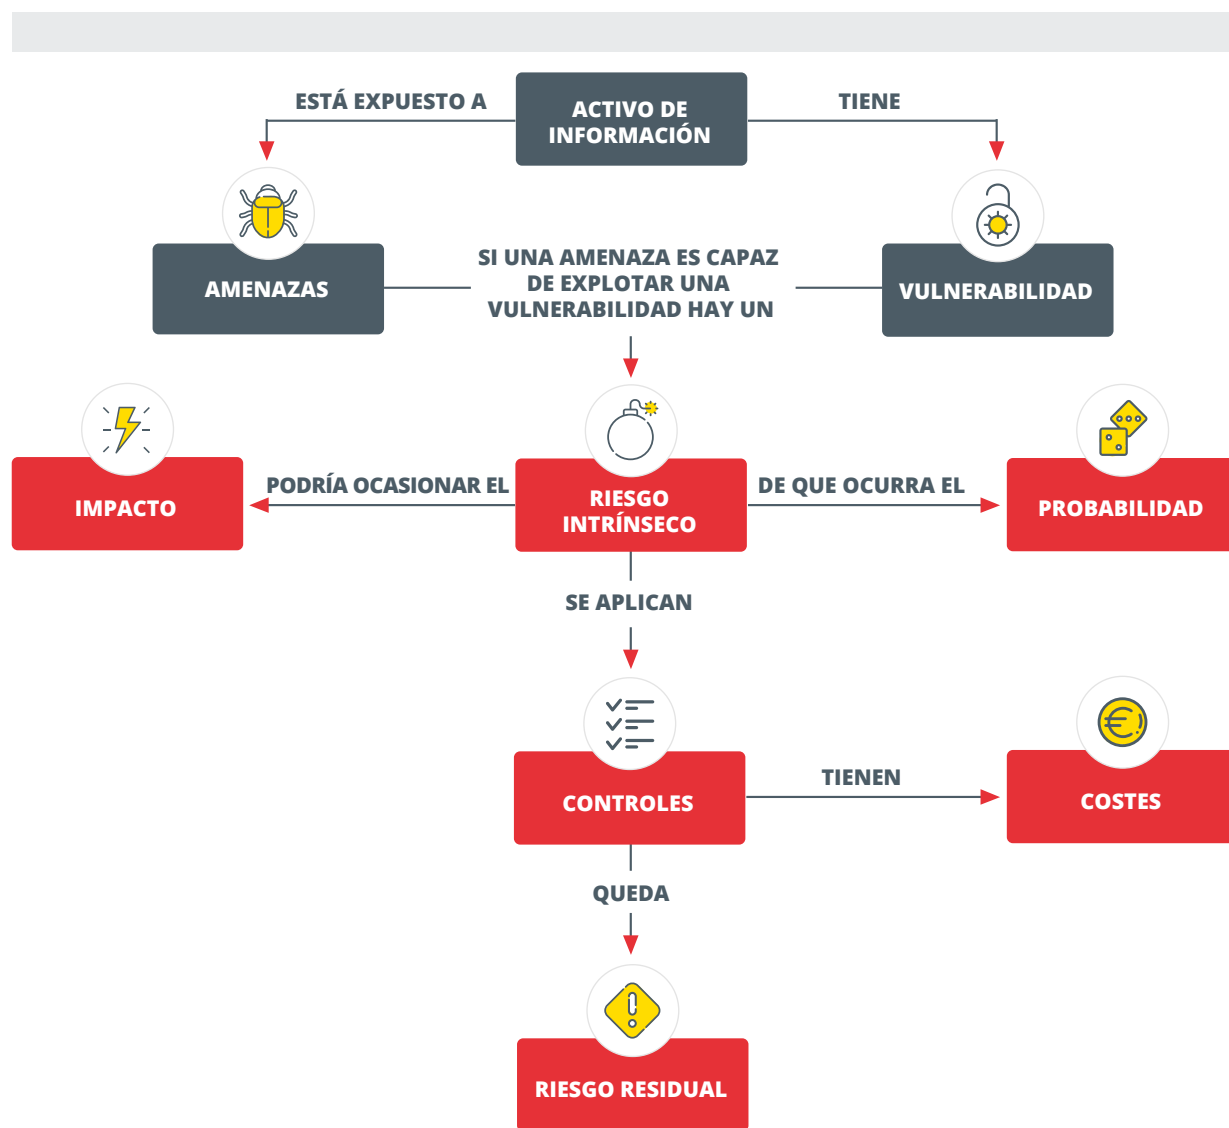 ESTÁ EXPUESTO A
ACTIVO DE
INFORMACIÓN
TIENE
AMENAZAS
SI UNA AMENAZA ES CAPAZ
DE EXPLOTAR UNA
VULNERABILIDAD HAY UN
VULNERABILIDAD
IMPACTO
PODRÍA OCASIONAR EL
RIESGO
INTRÍNSECO
DE QUE OCURRA EL
PROBABILIDAD
SE APLICAN
CONTROLES
TIENEN
COSTES
QUEDA
RIESGO RESIDUAL